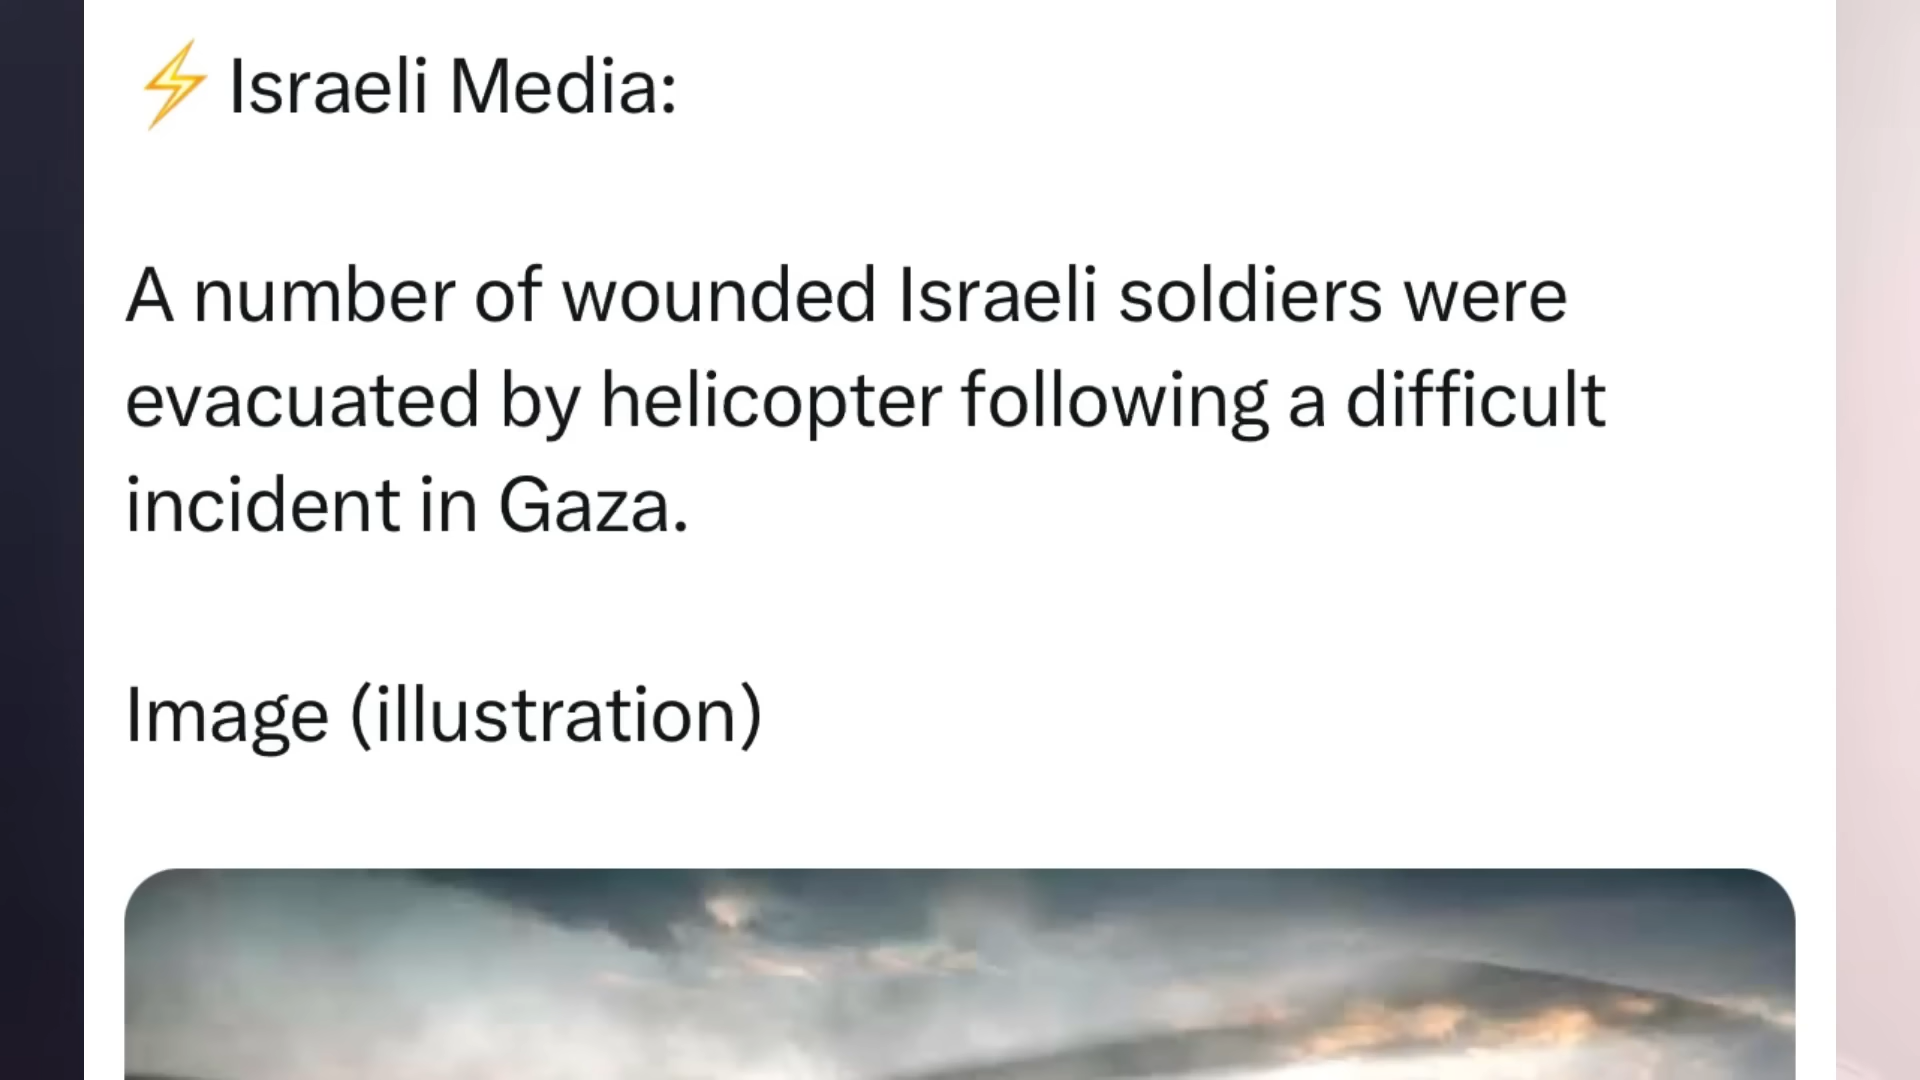 ⚡ Israeli Media:
A number of wounded Israeli soldiers were
evacuated by helicopter following a difficult
incident in Gaza.
Image (illustration)